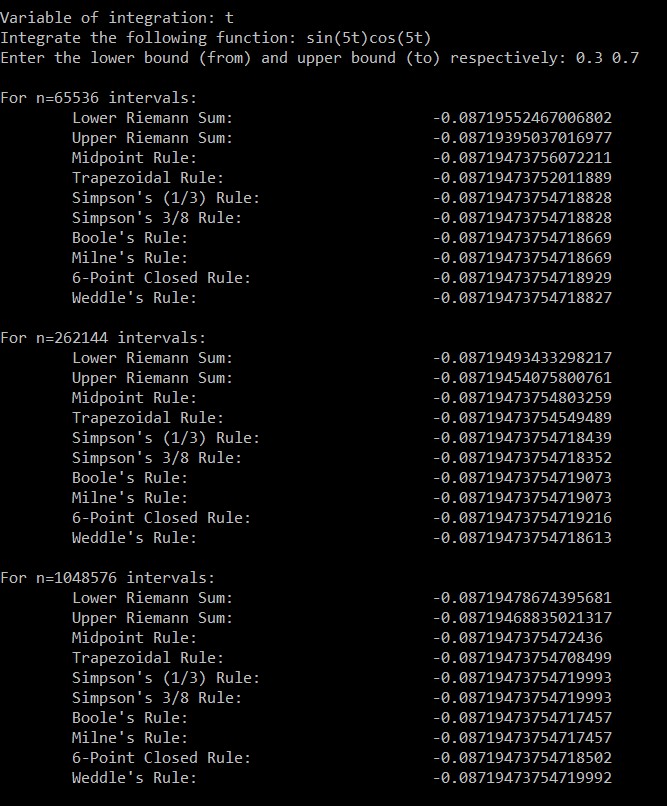 Variable of integration: t
Integrate the following function: sin(5t)cos(5t)
Enter the lower bound (from) and upper bound (to) respectively: 0.3 0.7
For n=65536 intervals:
Lower Riemann Sum: -0.08719552467006802
Upper Riemann Sum: -0.08719395037016977
Midpoint Rule: -0.08719473756072211
Trapezoidal Rule: -0.08719473752011889
Simpson's (1/3) Rule: -0.08719473754718828
Simpson's 3/8 Rule: -0.08719473754718828
Boole's Rule: -0.08719473754718669
Milne's Rule: -0.08719473754718669
6-Point Closed Rule: -0.08719473754718929
Weddle's Rule: -0.08719473754718827
For n=262144 intervals:
Lower Riemann Sum: -0.08719493433298217
Upper Riemann Sum: -0.08719454075800761
Midpoint Rule: -0.08719473754803259
Trapezoidal Rule: -0.08719473754549489
Simpson's (1/3) Rule: -0.08719473754718439
Simpson's 3/8 Rule: -0.08719473754718352
Boole's Rule: -0.08719473754719073
Milne's Rule: -0.08719473754719073
6-Point Closed Rule: -0.08719473754719216
Weddle's Rule: -0.08719473754718613
For n=1048576 intervals:
Lower Riemann Sum: -0.08719478674395681
Upper Riemann Sum: -0.08719468835021317
Midpoint Rule: -0.0871947375472436
Trapezoidal Rule: -0.08719473754708499
Simpson's (1/3) Rule: -0.08719473754719993
Simpson's 3/8 Rule: -0.08719473754719993
Boole's Rule: -0.08719473754717457
Milne's Rule: -0.08719473754717457
6-Point Closed Rule: -0.08719473754718502
Weddle's Rule: -0.08719473754719992